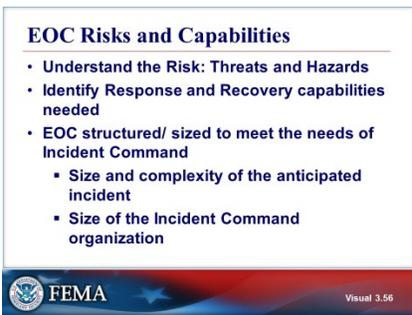 EOC Risks and Capabilities
• Understand the Risk: Threats and Hazards
• Identify Response and Recovery capabilities
needed
• EOC structured/ sized to meet the needs of
Incident Command
▪ Size and complexity of the anticipated
incident
▪ Size of the Incident Command
organization
FEMA
Visual 3.56